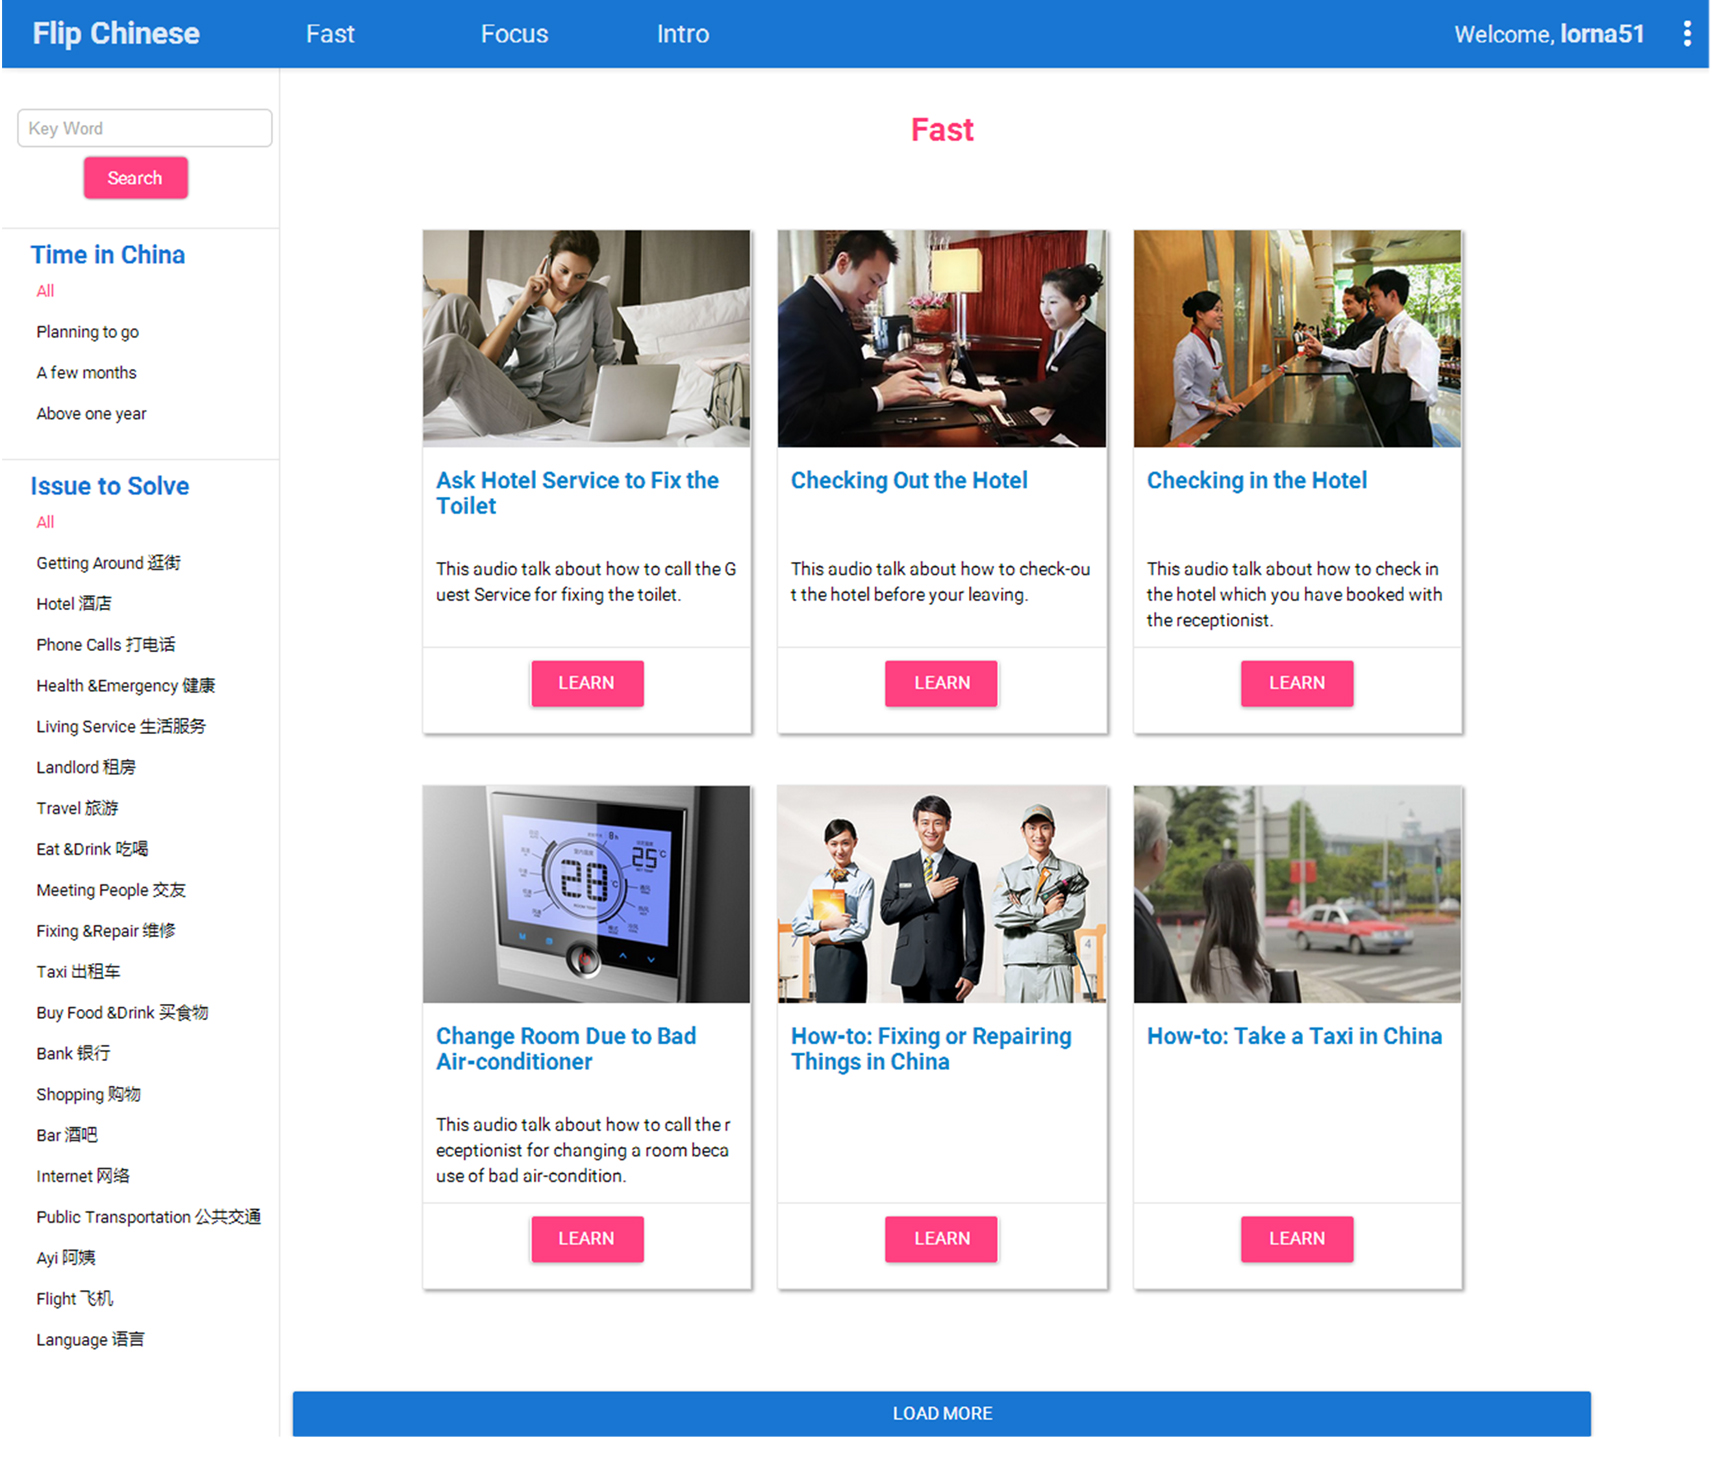 Flip Chinese
Fast
Focus
Intro
Welcome, lorna51
Key Word
Search
Time in China
All
Planning to go
A few months
Above one year
Issue to Solve
All
Getting Around 逛街
Hotel 酒店
Phone Calls 打电话
Health &Emergency 健康
Living Service 生活服务
Landlord 租房
Travel 旅游
Eat &Drink 吃喝
Meeting People 交友
Fixing &Repair 维修
Taxi 出租车
Buy Food &Drink 买食物
Bank 银行
Shopping 购物
Bar 酒吧
Internet 网络
Public Transportation 公共交通
Ayi 阿姨
Flight 飞机
Language 语言
Fast
Ask Hotel Service to Fix the
Toilet
This audio talk about how to call the G
uest Service for fixing the toilet.
LEARN
Checking Out the Hotel
This audio talk about how to check-ou
t the hotel before your leaving.
LEARN
Checking in the Hotel
This audio talk about how to check in
the hotel which you have booked with
the receptionist.
LEARN
28
25°C
Change Room Due to Bad
Air-conditioner
This audio talk about how to call the r
eceptionist for changing a room beca
use of bad air-condition.
LEARN
4
How-to: Fixing or Repairing
Things in China
LEARN
How-to: Take a Taxi in China
LEARN
LOAD MORE